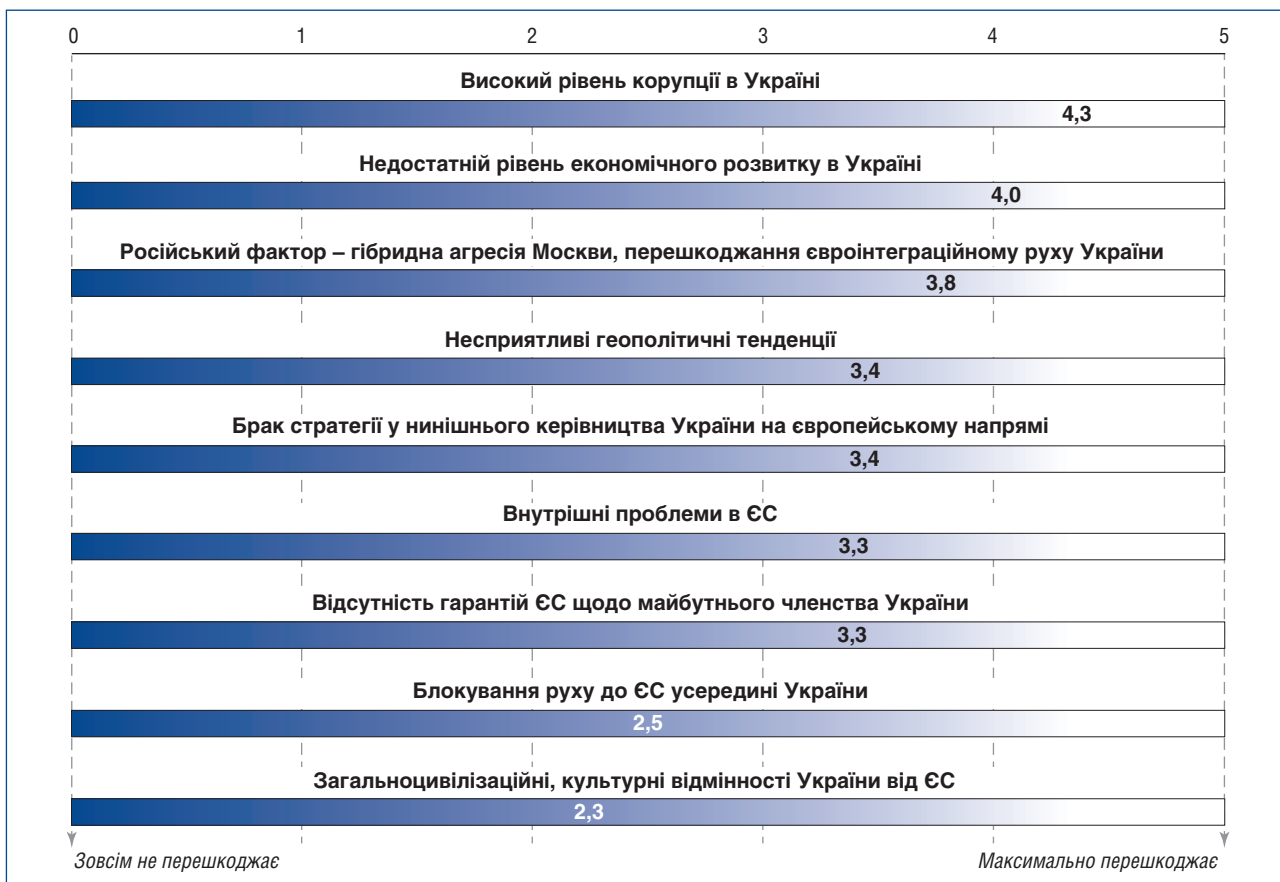 0 1 2 3 4 5
Високий рівень корупції в Україні
4,3
Недостатній рівень економічного розвитку в Україні
4,0
Російський фактор – гібридна агресія Москви, перешкоджання євроінтеграційному руху України
3,8
Несприятливі геополітичні тенденції
3,4
Брак стратегії у нинішнього керівництва України на європейському напрямі
3,4
Внутрішні проблеми в ЄС
3,3
Відсутність гарантій ЄС щодо майбутнього членства України
3,3
Блокування руху до ЄС усередині України
2,5
Загальноцивілізаційні, культурні відмінності України від ЄС
2,3
Зовсім не перешкоджає Максимально перешкоджає